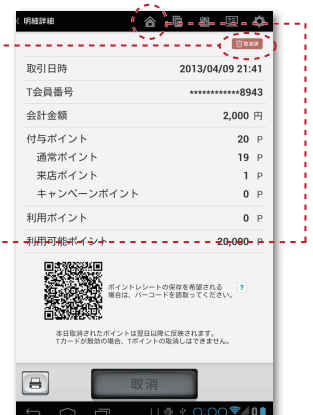 明細詳細
取消済
取引日時 2013/04/09 21:41
T会員番号 ************8943
会計金額 2,000 円
付与ポイント 20 P
通常ポイント 19 P
来店ポイント 1 P
キャンペーンポイント 0 P
利用ポイント 0 P
利用可能ポイント 20,000 P
ポイントレシートの保存を希望される ?
場合は、バーコードを読取ってください。
本日取消されたポイントは翌日以降に反映されます。
Tカードが無効の場合、Tポイントの取消しはできません。
取消
0:00